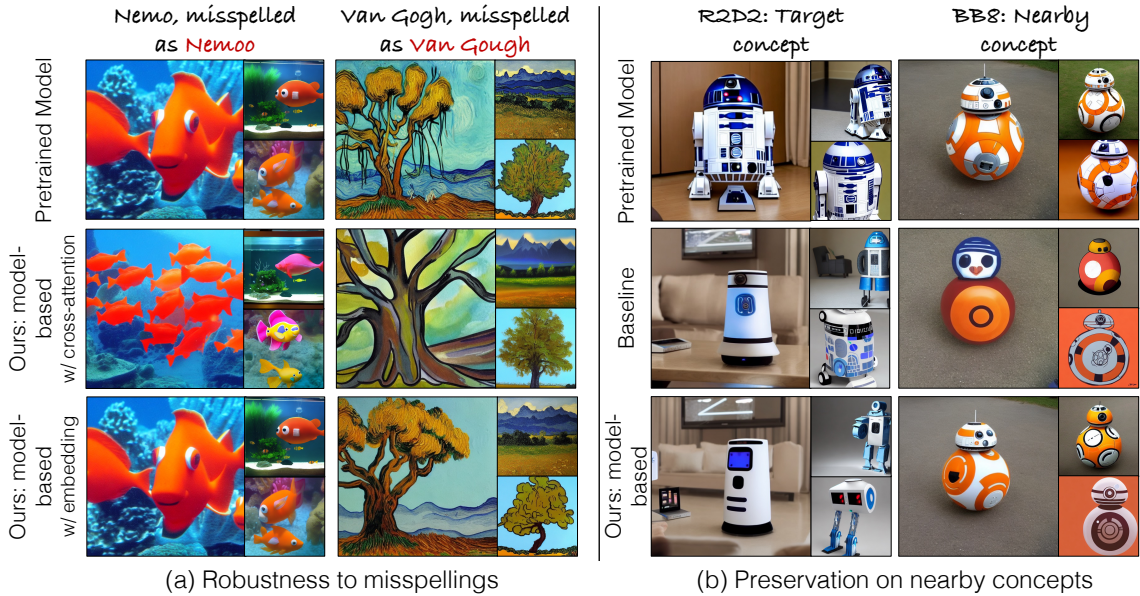 Nemo, misspelled
as Nemoo
Van Gogh, misspelled
as Van Gough
Pretrained Model
Ours: model-
based
w/ cross-attention
Ours: model-
based
w/ embedding
(a) Robustness to misspellings
R2D2: Target
concept
BB8: Nearby
concept
Pretrained Model
Baseline
Ours: model-
based
(b) Preservation on nearby concepts